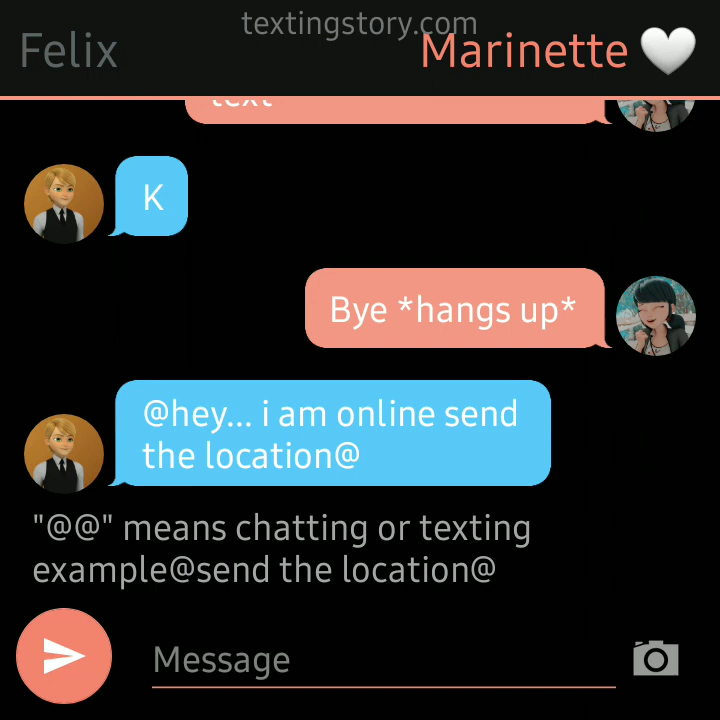 textingstory.com
Felix
Marinette 🤍
text
K
Bye *hangs up*
@hey... i am online send
the location@
"@@" means chatting or texting
example@send the location@
Message